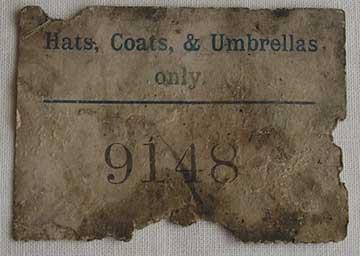 Hats, Coats, & Umbrellas
only.
9148